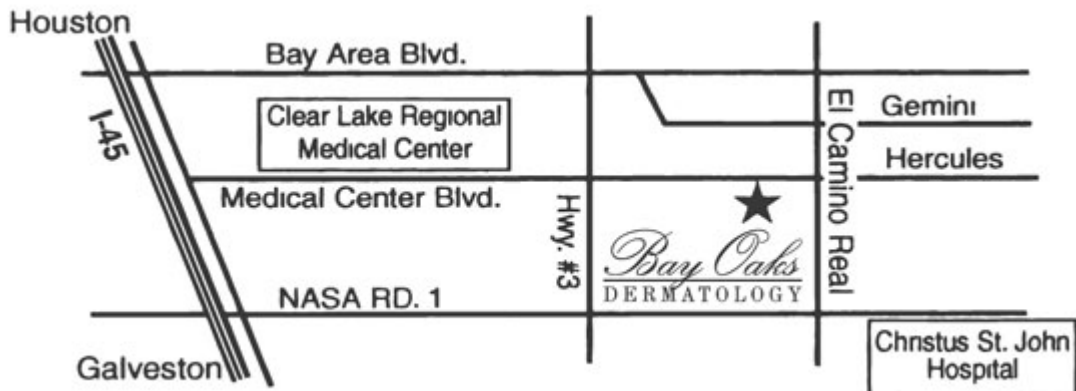 Houston
Bay Area Blvd.
I-45
Clear Lake Regional
Medical Center
El Camino Real
Gemini
Hercules
Medical Center Blvd.
Hwy. #3
Bay Oaks
DERMATOLOGY
NASA RD. 1
Galveston
Christus St. John
Hospital